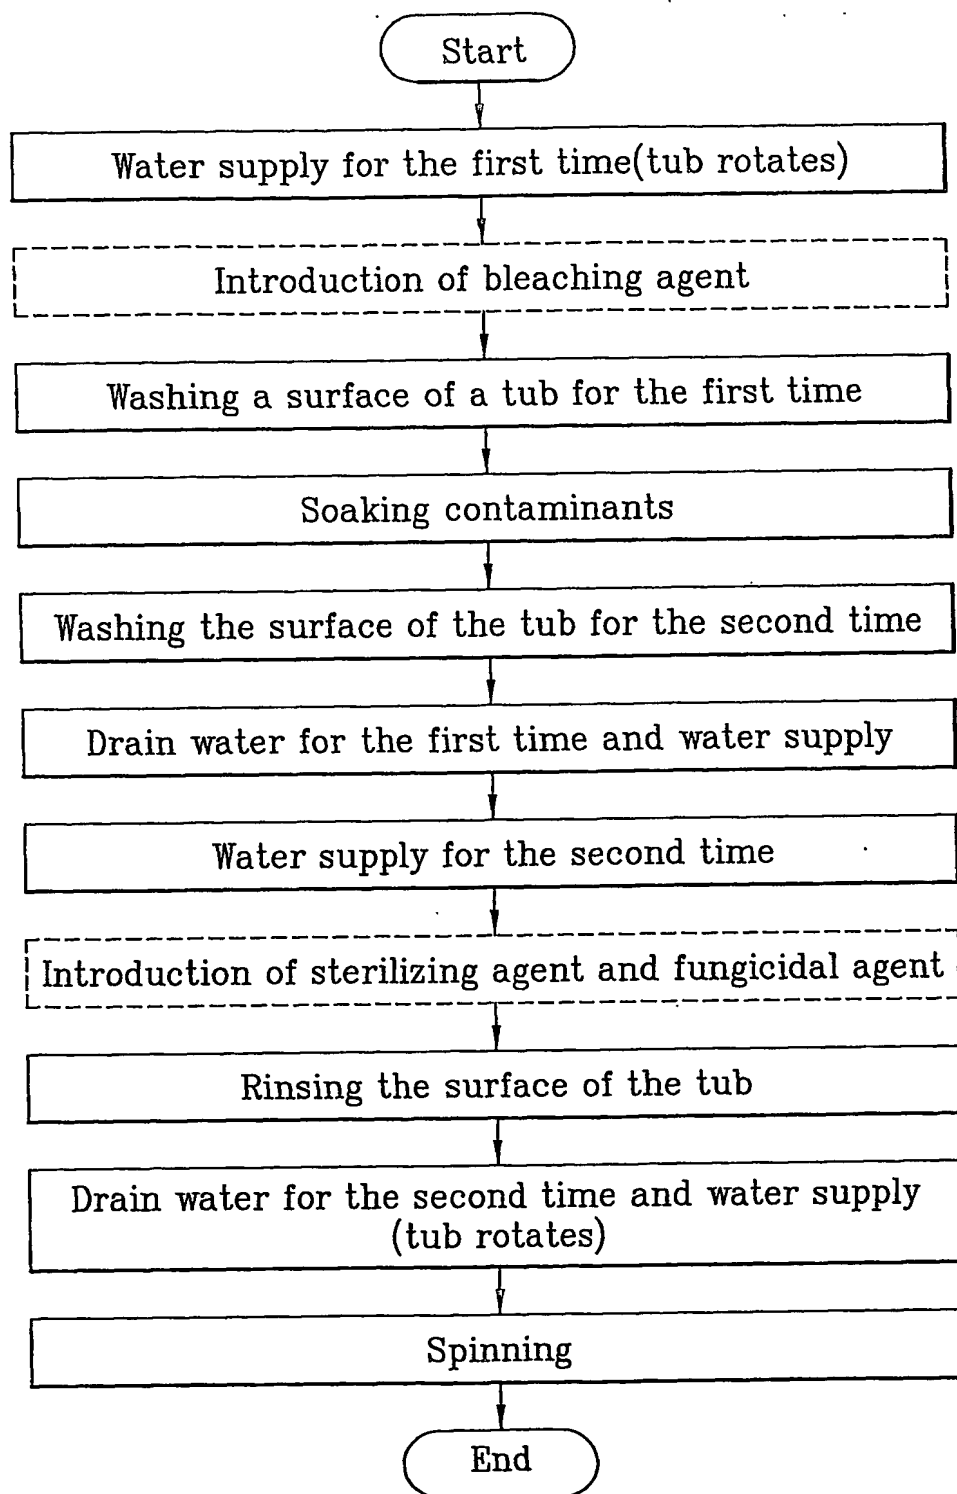 Start
Water supply for the first time(tub rotates)
Introduction of bleaching agent
Washing a surface of a tub for the first time
Soaking contaminants
Washing the surface of the tub for the second time
Drain water for the first time and water supply
Water supply for the second time
Introduction of sterilizing agent and fungicidal agent
Rinsing the surface of the tub
Drain water for the second time and water supply
(tub rotates)
Spinning
End